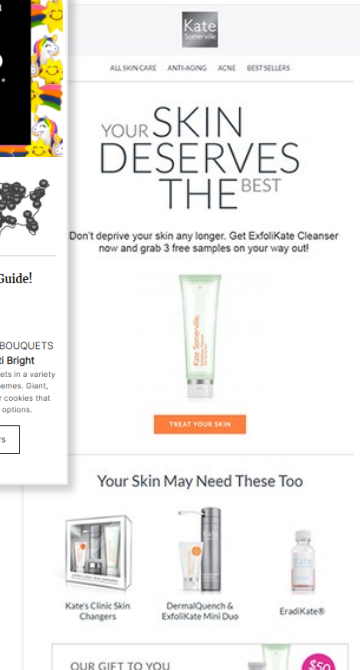 Kate
Somerville
ALL SKIN CARE ANTI-AGING ACNE BEST SELLERS
YOUR SKIN
DESERVES
THE BEST
Don't deprive your skin any longer. Get ExfoliKate Cleanser
now and grab 3 free samples on your way out!
Kate Somerville.
TREAT YOUR SKIN
Your Skin May Need These Too
Kate's Clinic Skin
Changers
DermalQuench &
ExfoliKate Mini Duo
EradiKate®
OUR GIFT TO YOU
$50
Guide!
BOUQUETS
ti Bright
ets in a variety
emes. Giant,
r cookies that
options.